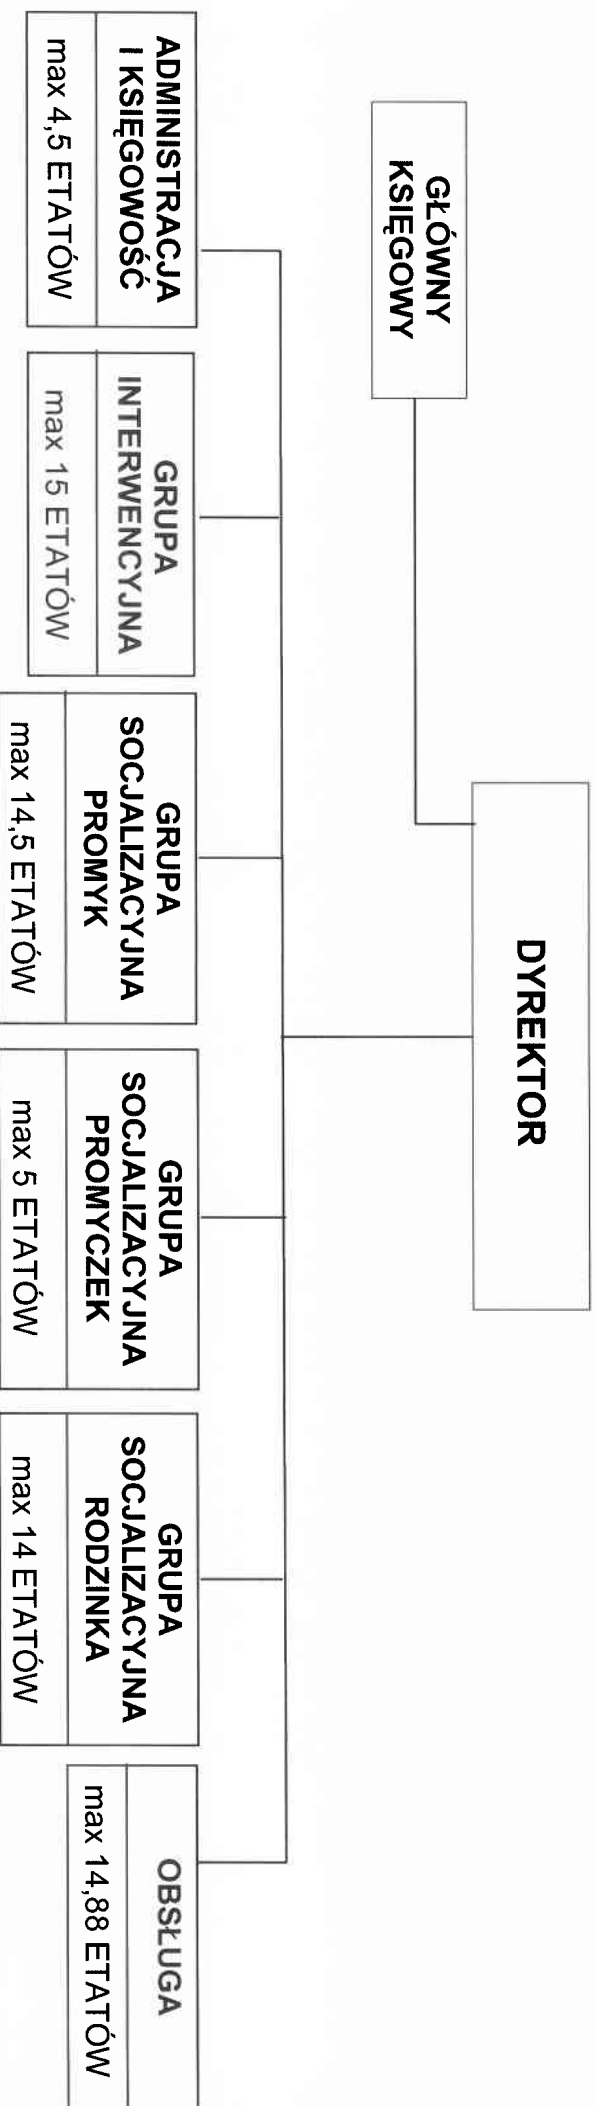 DYREKTOR
GŁÓWNY
KSIĘGOWY
ADMINISTRACJA
I KSIĘGOWOŚĆ
max 4,5 ETATÓW
GRUPA
INTERWENCYJNA
max 15 ETATÓW
GRUPA
SOCJALIZACYJNA
PROMYK
max 14,5 ETATÓW
GRUPA
SOCJALIZACYJNA
PROMYCZEK
max 5 ETATÓW
GRUPA
SOCJALIZACYJNA
RODZINKA
max 14 ETATÓW
OBSŁUGA
max 14,88 ETATÓW